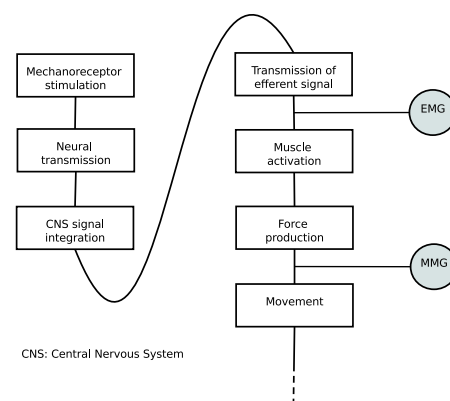 Mechanoreceptor
stimulation
Neural
transmission
CNS signal
integration
Transmission of
efferent signal
EMG
Muscle
activation
Force
production
MMG
Movement
CNS: Central Nervous System